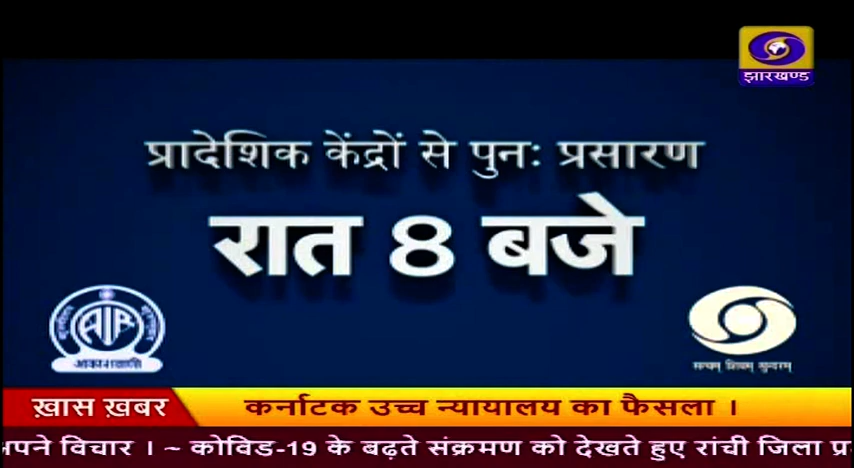 झारखण्ड
प्रादेशिक केंद्रों से पुनः प्रसारण
रात 8 बजे
AIR
आकाशवाणी
सत्यम् शिवम् सुन्दरम्
ख़ास ख़बर
कर्नाटक उच्च न्यायालय का फैसला ।
अपने विचार । ~ कोविड-19 के बढ़ते संक्रमण को देखते हुए रांची जिला प्र